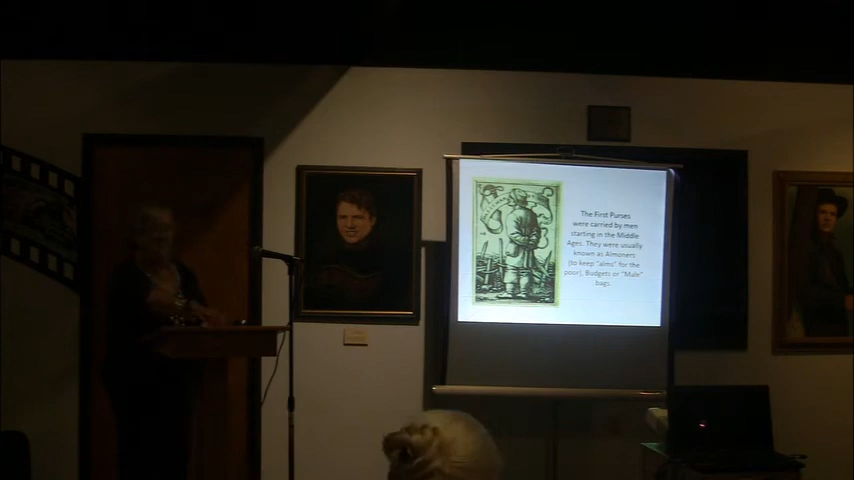 The First Purses
were carried by men
starting in the Middle
Ages. They were usually
known as Almoners
(to keep "alms" for the
poor), Budgets or "Male"
bags.